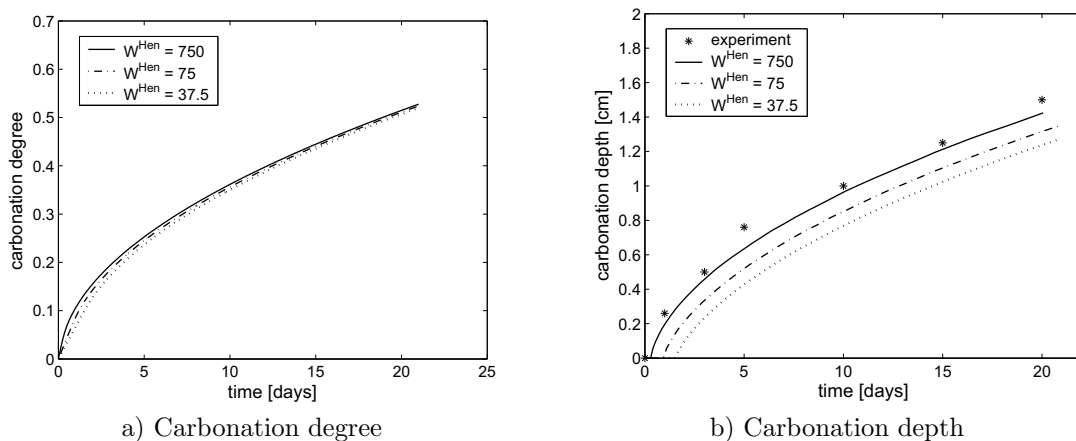 0.7
0.6
0.5
0.4
0.3
0.2
0.1
0
carbonation degree
W^Hen = 750
W^Hen = 75
W^Hen = 37.5
0 5 10 15 20 25
time [days]
a) Carbonation degree
2
1.8
1.6
1.4
1.2
1
0.8
0.6
0.4
0.2
0
carbonation depth [cm]
experiment
W^Hen = 750
W^Hen = 75
W^Hen = 37.5
0 5 10 15 20
time [days]
b) Carbonation depth